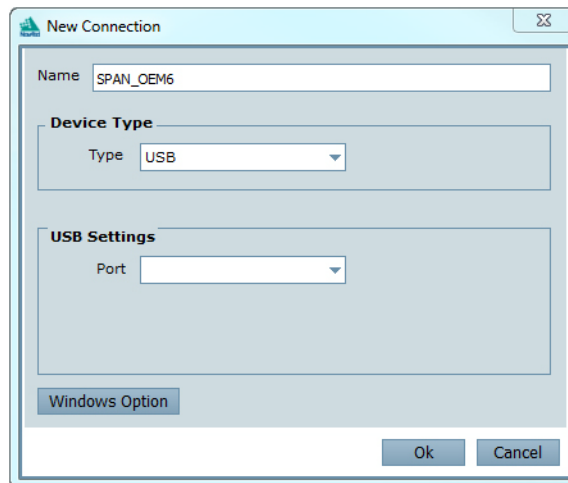 New Connection
Name SPAN_OEM6
Device Type
Type USB
USB Settings
Port
Windows Option
Ok Cancel